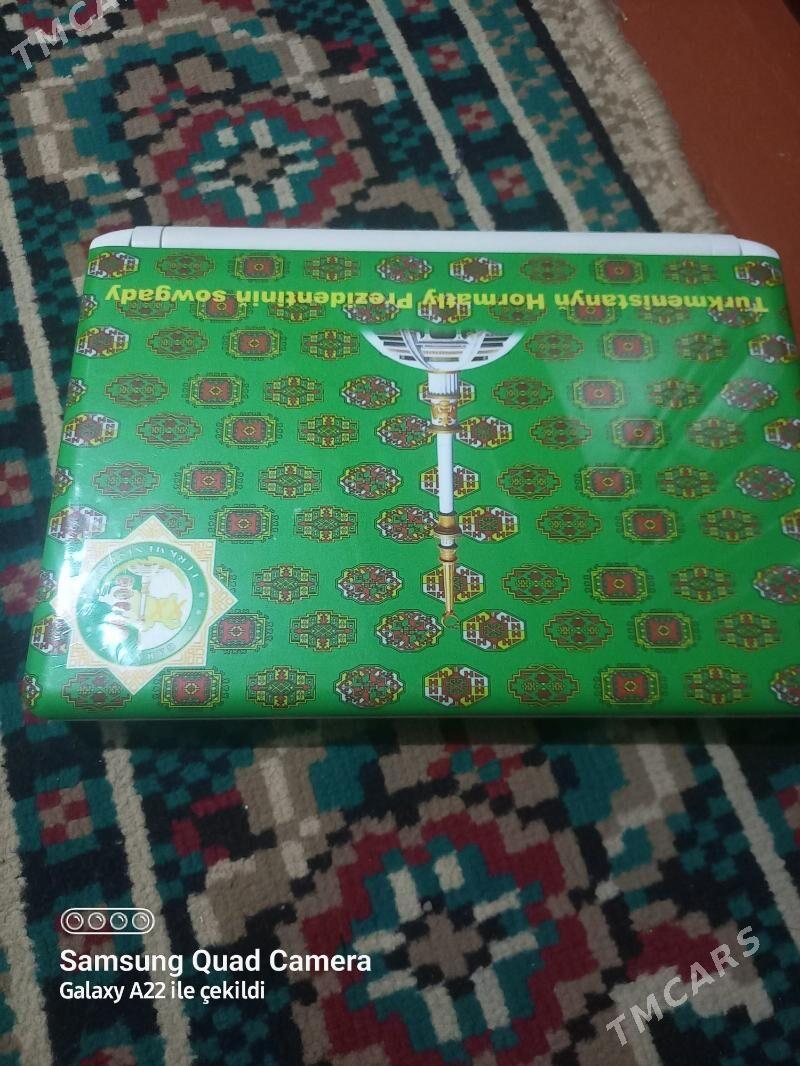 TMCARS
Türkmenistanyň Hormatly Prezidentiniň sowgady
Samsung Quad Camera
Galaxy A22 ile çekildi
TMCARS